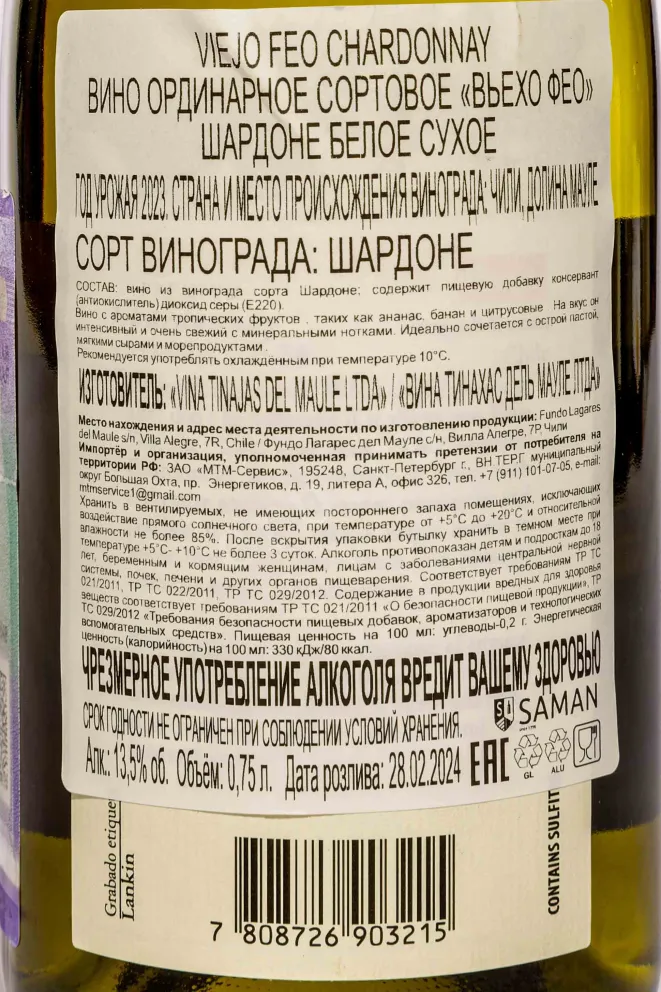 VIEJO FEO CHARDONNAY
ВИНО ОРДИНАРНОЕ СОРТОВОЕ «ВЬЕХО ФЕО»
ШАРДОНЕ БЕЛОЕ СУХОЕ
ГОД УРОЖАЯ 2023. СТРАНА И МЕСТО ПРОИСХОЖДЕНИЯ ВИНОГРАДА: ЧИЛИ, ДОЛИНА МАУЛЕ
СОРТ ВИНОГРАДА: ШАРДОНЕ
СОСТАВ: вино из винограда сорта Шардоне; содержит пищевую добавку консервант
(антиокислитель) диоксид серы (Е220).
Вино с ароматами тропических фруктов , таких как ананас, банан и цитрусовые На вкус он
интенсивный и очень свежий с минеральными нотками. Идеально сочетается с острой пастой,
мягкими сырами и морепродуктами .
Рекомендуется употреблять охлаждённым при температуре 10°С.
ИЗГОТОВИТЕЛЬ: «VINA TINAJAS DEL MAULE LTDA» / «ВИНА ТИНАХАС ДЕЛЬ МАУЛЕ ЛТДА»
Место нахождения и адрес места деятельности по изготовлению продукции: Fundo Lagares
del Maule s/n, Villa Alegre, 7R, Chile / Фундо Лагарес дел Мауле с/н, Вилла Алегре, 7Р, Чили
Импортёр и организация, уполномоченная принимать претензии от потребителя на
территории РФ: ЗАО «МТМ-Сервис», 195248, Санкт-Петербург г., ВН ТЕР.Г муниципальный
округ Большая Охта, пр. Энергетиков, д. 19, литера А, офис 326, тел. +7 (911) 101-07-05, e-mail:
mtmservice1@gmail.com
Хранить в вентилируемых, не имеющих постороннего запаха помещениях, исключающих
воздействие прямого солнечного света, при температуре от +5°С до +20°С и относительной
влажности не более 85%. После вскрытия упаковки бутылку хранить в темном месте при
температуре +5°С- +10°С не более 3 суток. Алкоголь противопоказан детям и подросткам до 18
лет, беременным и кормящим женщинам, лицам с заболеваниями центральной нервной
системы, почек, печени и других органов пищеварения. Соответствует требованиям ТР ТС
021/2011, ТР ТС 022/2011, ТР ТС 029/2012. Содержание в продукции вредных для здоровья
веществ соответствует требованиям ТР ТС 021/2011 «О безопасности пищевой продукции», ТР
ТС 029/2012 «Требования безопасности пищевых добавок, ароматизаторов и технологических
вспомогательных средств». Пищевая ценность на 100 мл: углеводы-0,2 г. Энергетическая
ценность (калорийность) на 100 мл: 330 кДж/80 ккал.
ЧРЕЗМЕРНОЕ УПОТРЕБЛЕНИЕ АЛКОГОЛЯ ВРЕДИТ ВАШЕМУ ЗДОРОВЬЮ
СРОК ГОДНОСТИ НЕ ОГРАНИЧЕН ПРИ СОБЛЮДЕНИИ УСЛОВИЙ ХРАНЕНИЯ.
SAMAN
Алк.: 13,5% об. Объём: 0,75 л. Дата розлива: 28.02.2024 EAC
GL ALU
Grabado etique
Lankin
CONTAINS SULFIT
7 808726 903215